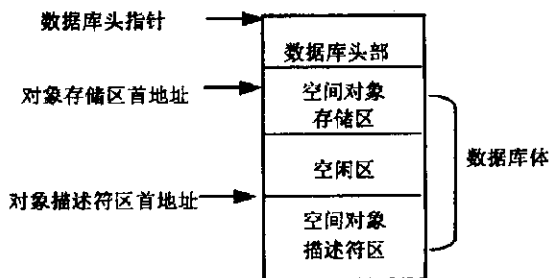 数据库头指针
数据库头部
对象存储区首地址
空间对象
存储区
空闲区
数据库体
对象描述符区首地址
空间对象
描述符区